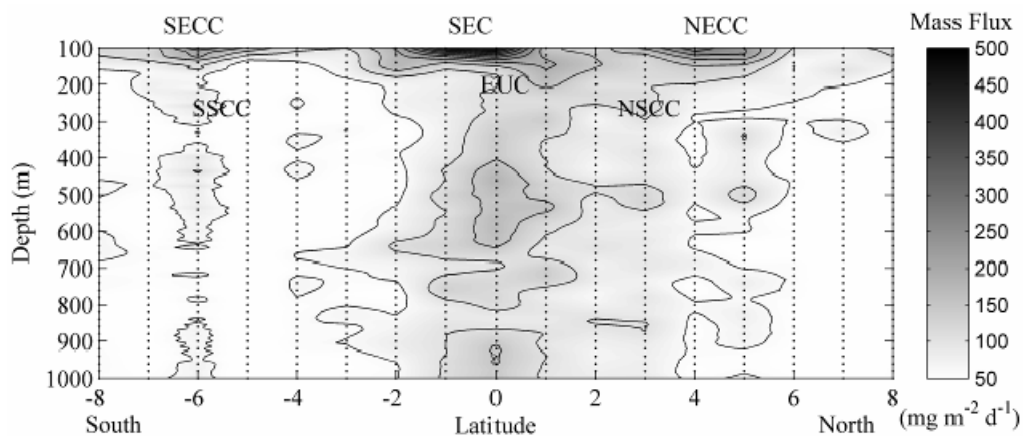 SECC SEC NECC Mass Flux
100 500
200 EUC 450
SSCC NSCC
300 400
400 350
500 300
600 250
700 200
800 150
900 100
1000 50
-8 -6 -4 -2 0 2 4 6 8
South Latitude North (mg m⁻² d⁻¹)
Depth (m)